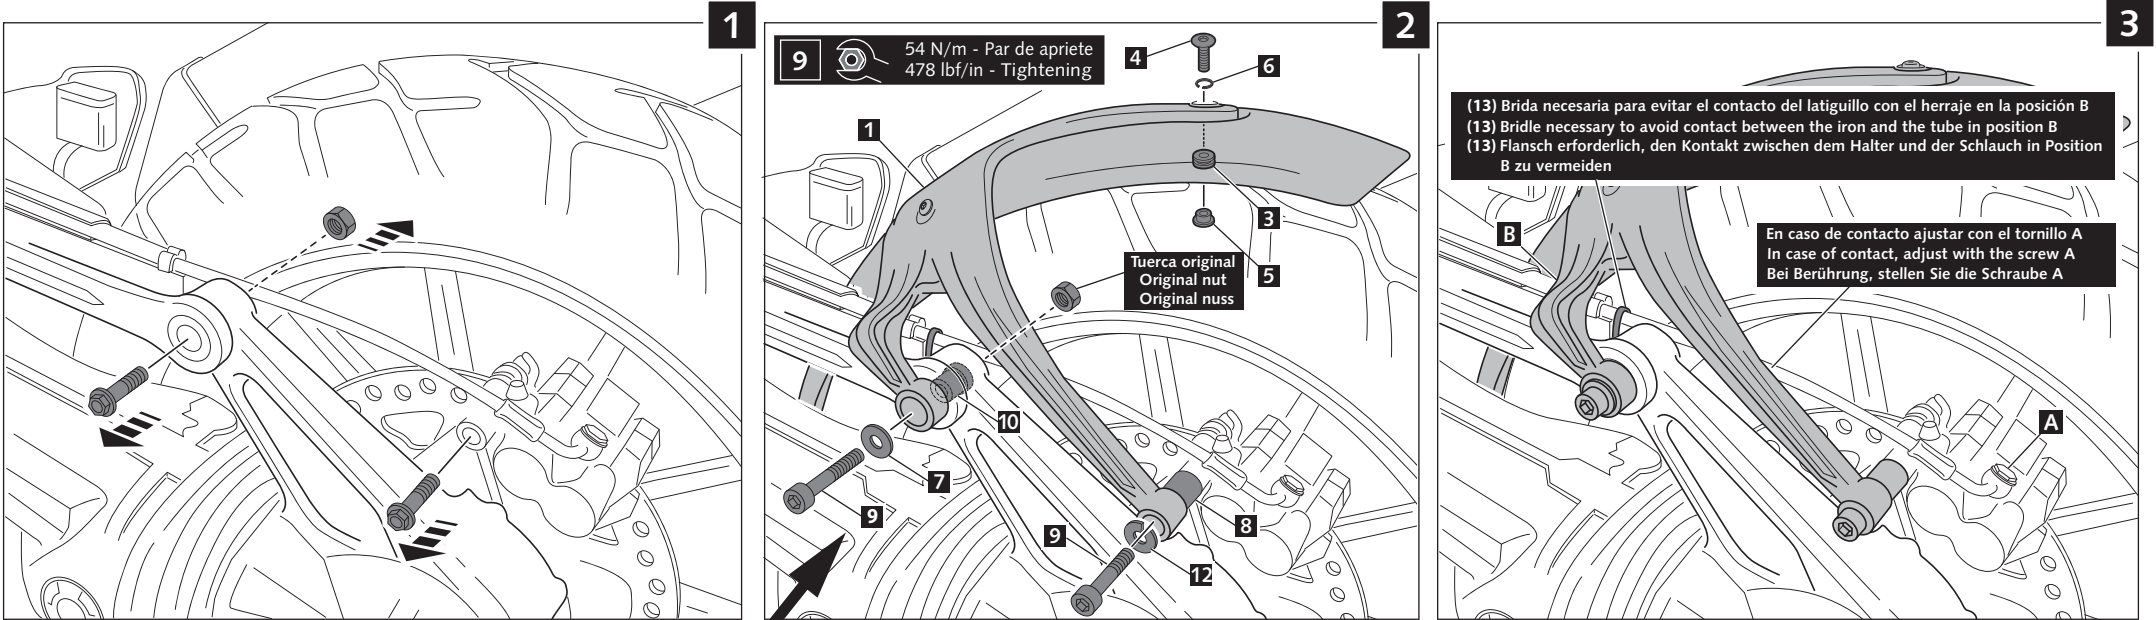 1
2
9
54 N/m - Par de apriete
478 lbf/in - Tightening
4
6
1
3
5
Tuerca original
Original nut
Original nuss
10
7
9
8
9
12
3
(13) Brida necesaria para evitar el contacto del latiguillo con el herraje en la posición B
(13) Bridle necessary to avoid contact between the iron and the tube in position B
(13) Flansch erforderlich, den Kontakt zwischen dem Halter und der Schlauch in Position
B zu vermeiden
B
En caso de contacto ajustar con el tornillo A
In case of contact, adjust with the screw A
Bei Berührung, stellen Sie die Schraube A
A